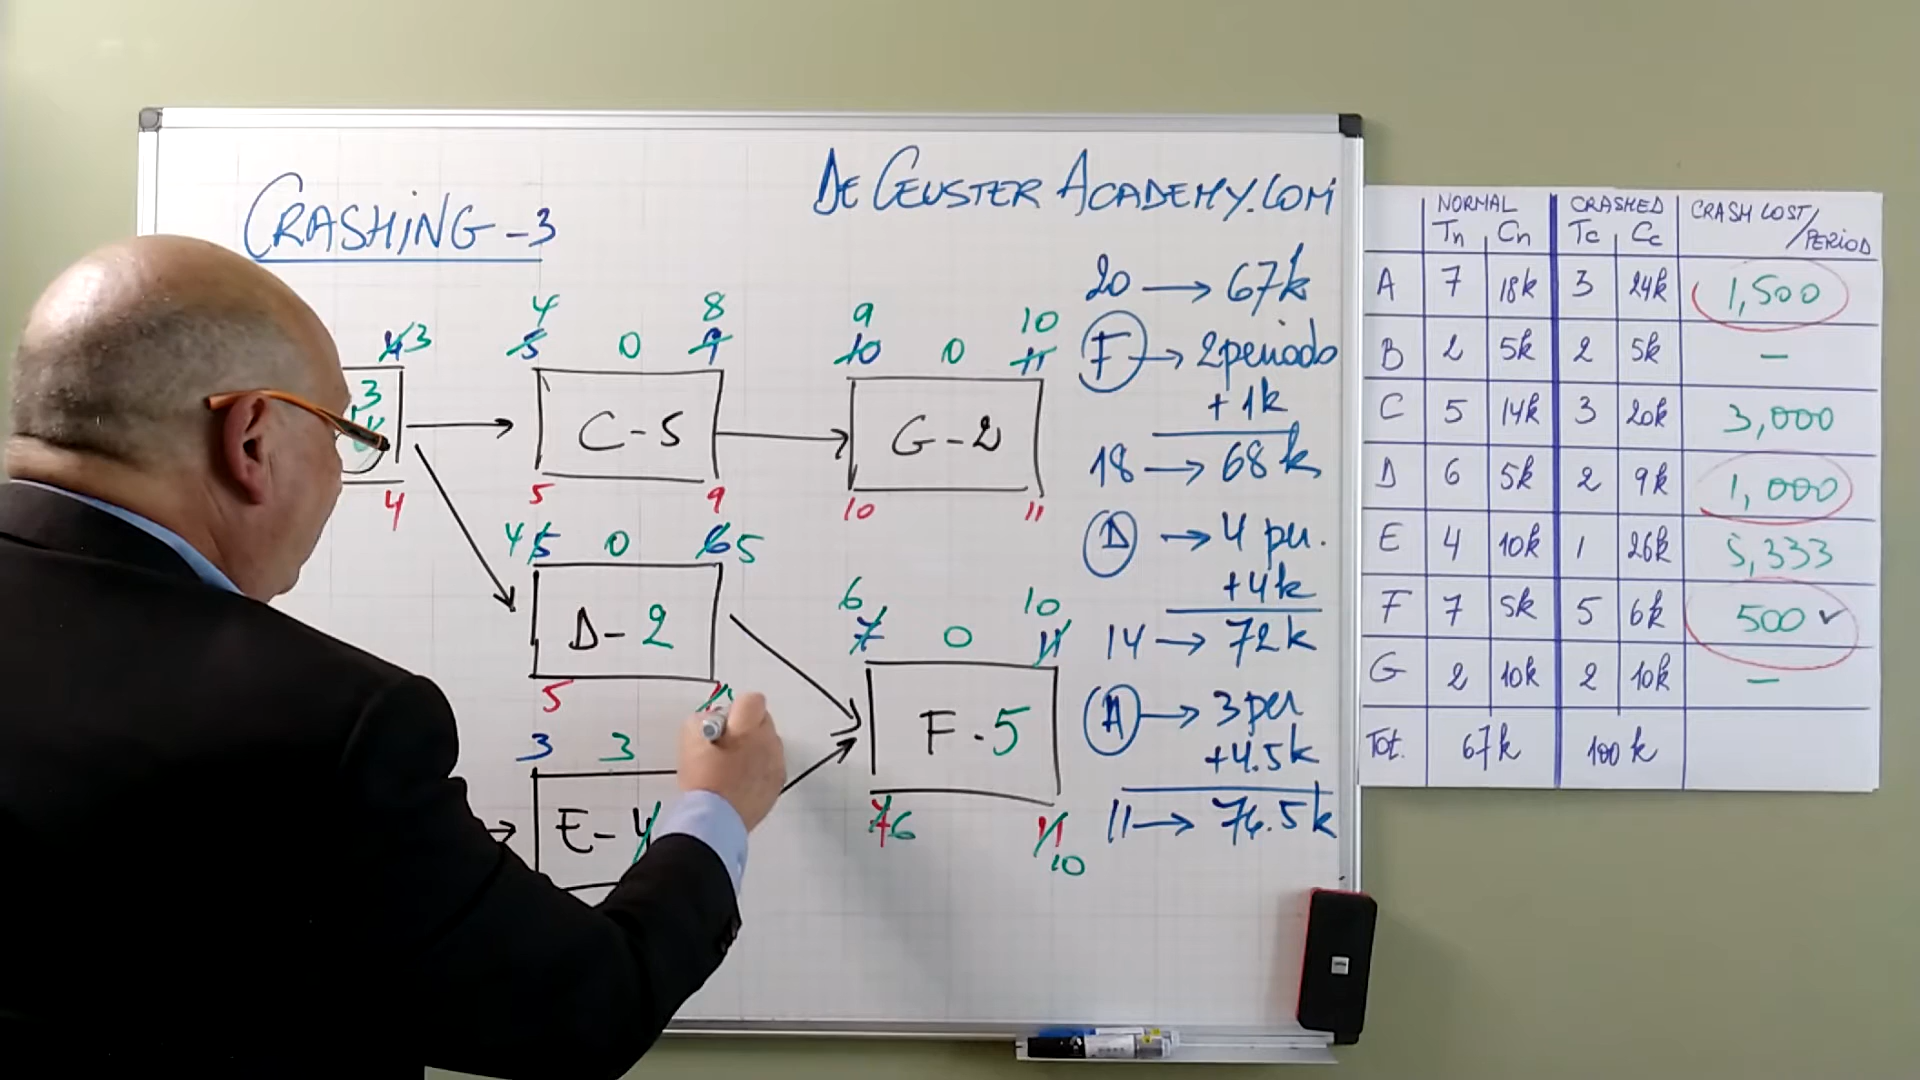 CRASHING-3
DE CEUSTER ACADEMY.COM
3
3
4
4
5
0
8
9
C-5
5
9
9
10
0
10
11
G-2
10
11
4 5
0
6 5
D-2
5
3
3
E-4
6
7
0
10
11
F-5
7 6
11
10
20 → 67k
F → 2 periods
+ 1k
18 → 68k
D → 4 per.
+4k
14 → 72k
A → 3 per
+4.5k
11 → 76.5k
NORMAL CRASHED CRASH COST/PERIOD
Tn Cn Tc Cc
A 7 18k 3 24k 1,500
B 2 5k 2 5k —
C 5 14k 3 20k 3,000
D 6 5k 2 9k 1,000
E 4 10k 1 26k 5,333
F 7 5k 5 6k 500 ✓
G 2 10k 2 10k —
Tot. 67k 100k